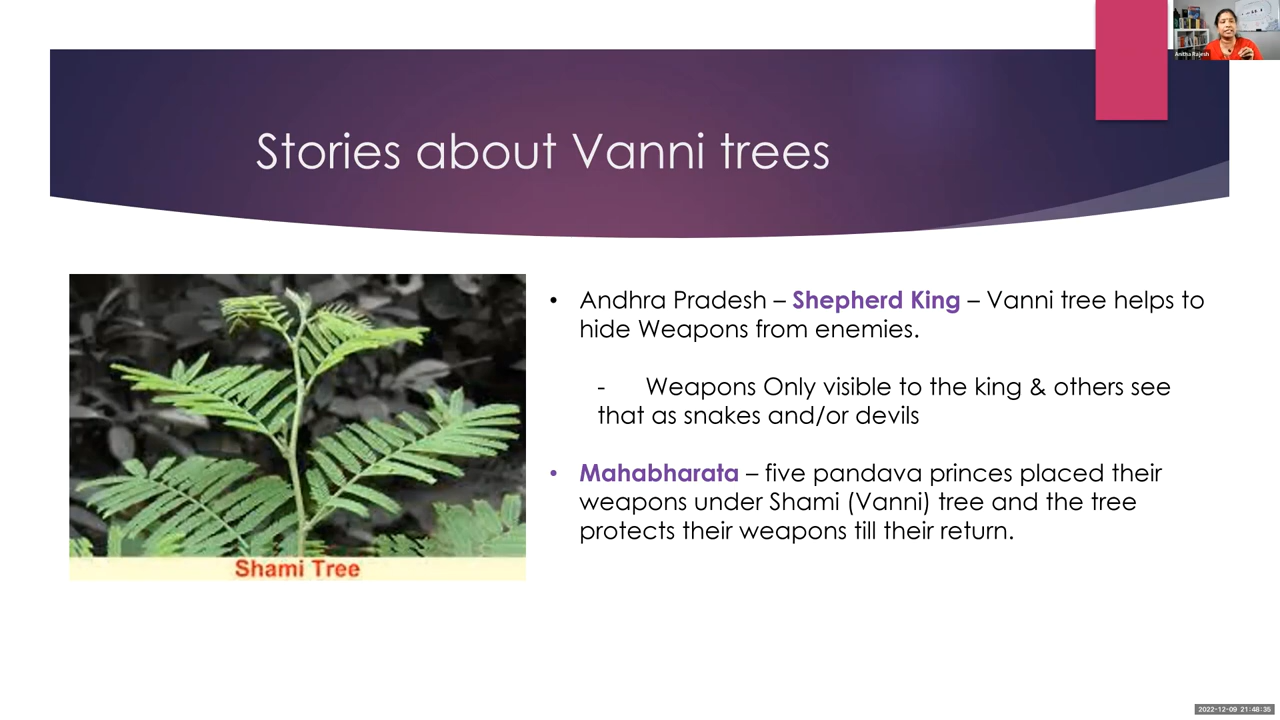 Anitha Rajesh
Stories about Vanni trees
• Andhra Pradesh – Shepherd King – Vanni tree helps to
hide Weapons from enemies.
- Weapons Only visible to the king & others see
that as snakes and/or devils
• Mahabharata – five pandava princes placed their
weapons under Shami (Vanni) tree and the tree
protects their weapons till their return.
Shami Tree
2022-12-09 21:48:35